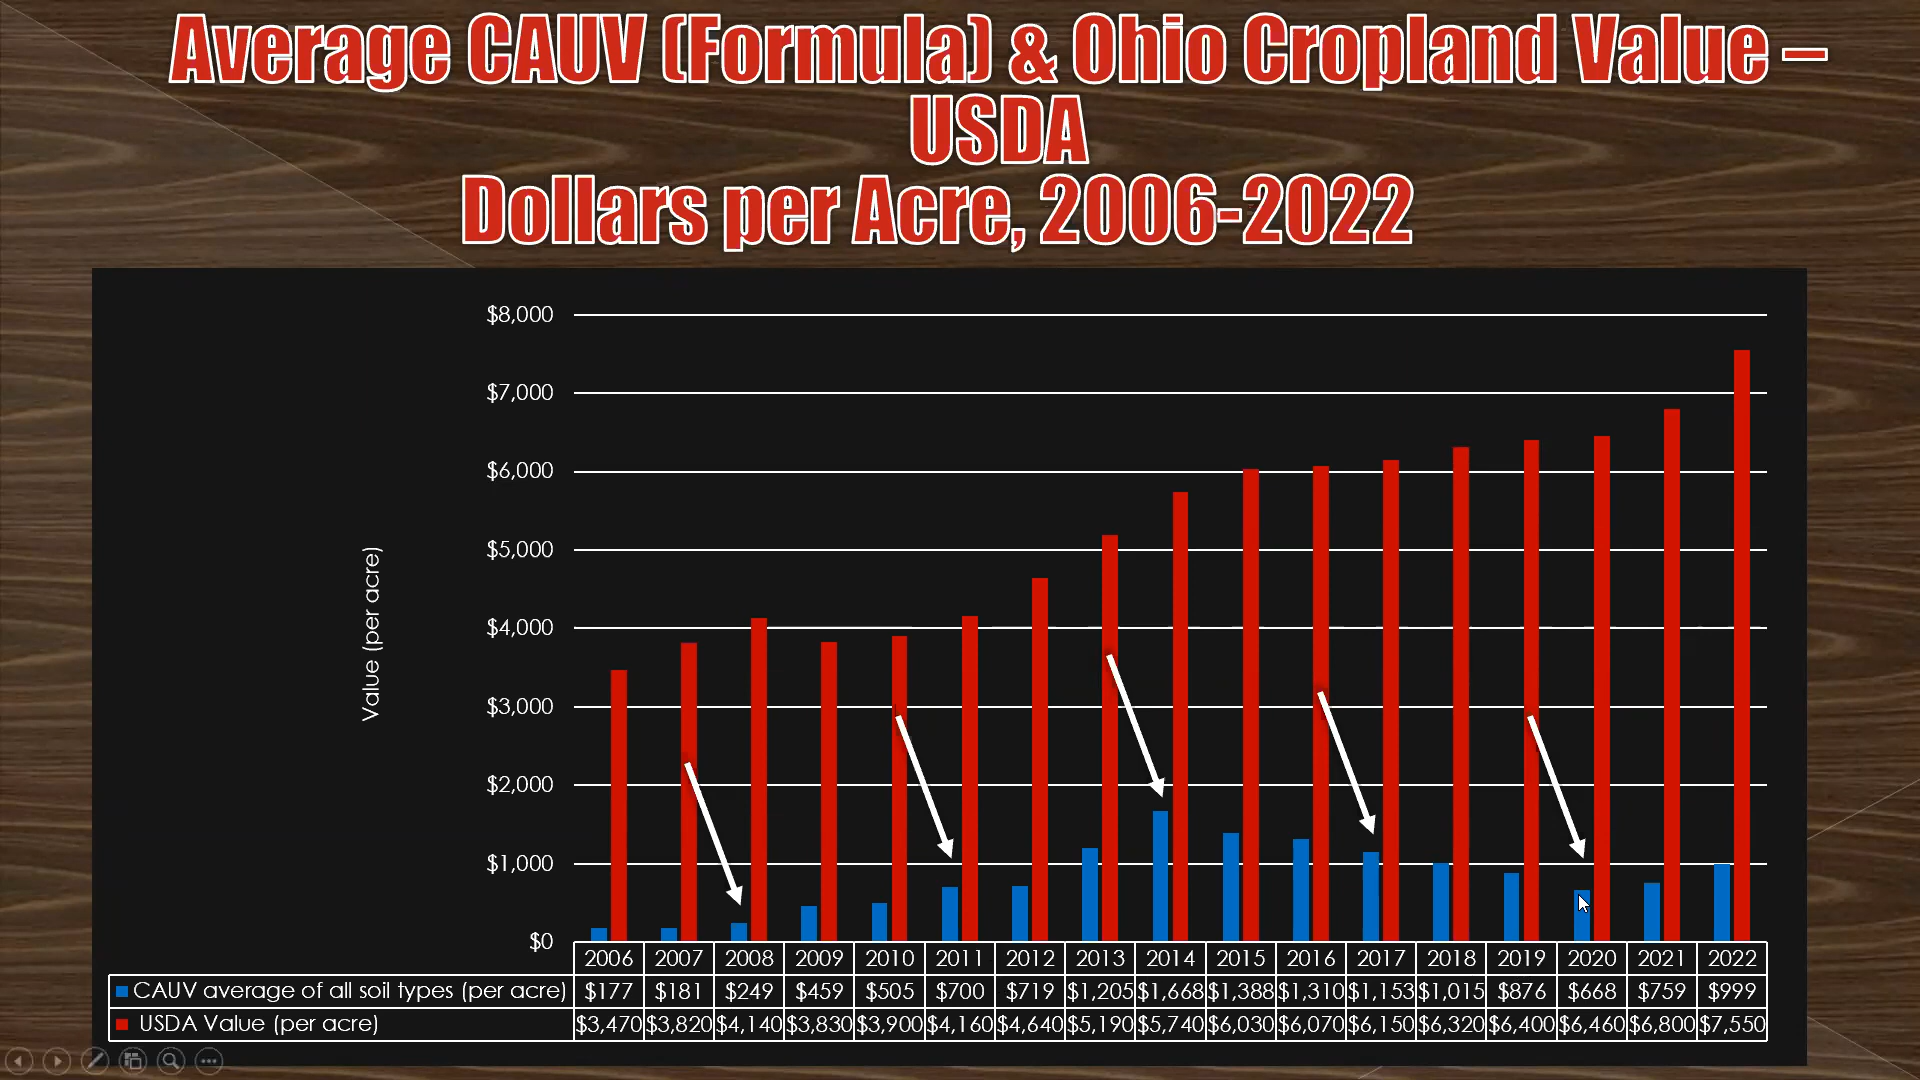 Average CAUV (Formula) & Ohio Cropland Value –
USDA
Dollars per Acre, 2006-2022
Value (per acre)
$8,000
$7,000
$6,000
$5,000
$4,000
$3,000
$2,000
$1,000
$0
2006 2007 2008 2009 2010 2011 2012 2013 2014 2015 2016 2017 2018 2019 2020 2021 2022
CAUV average of all soil types (per acre) $177 $181 $249 $459 $505 $700 $719 $1,205 $1,668 $1,388 $1,310 $1,153 $1,015 $876 $668 $759 $999
USDA Value (per acre) $3,470 $3,820 $4,140 $3,830 $3,900 $4,160 $4,640 $5,190 $5,740 $6,030 $6,070 $6,150 $6,320 $6,400 $6,460 $6,800 $7,550